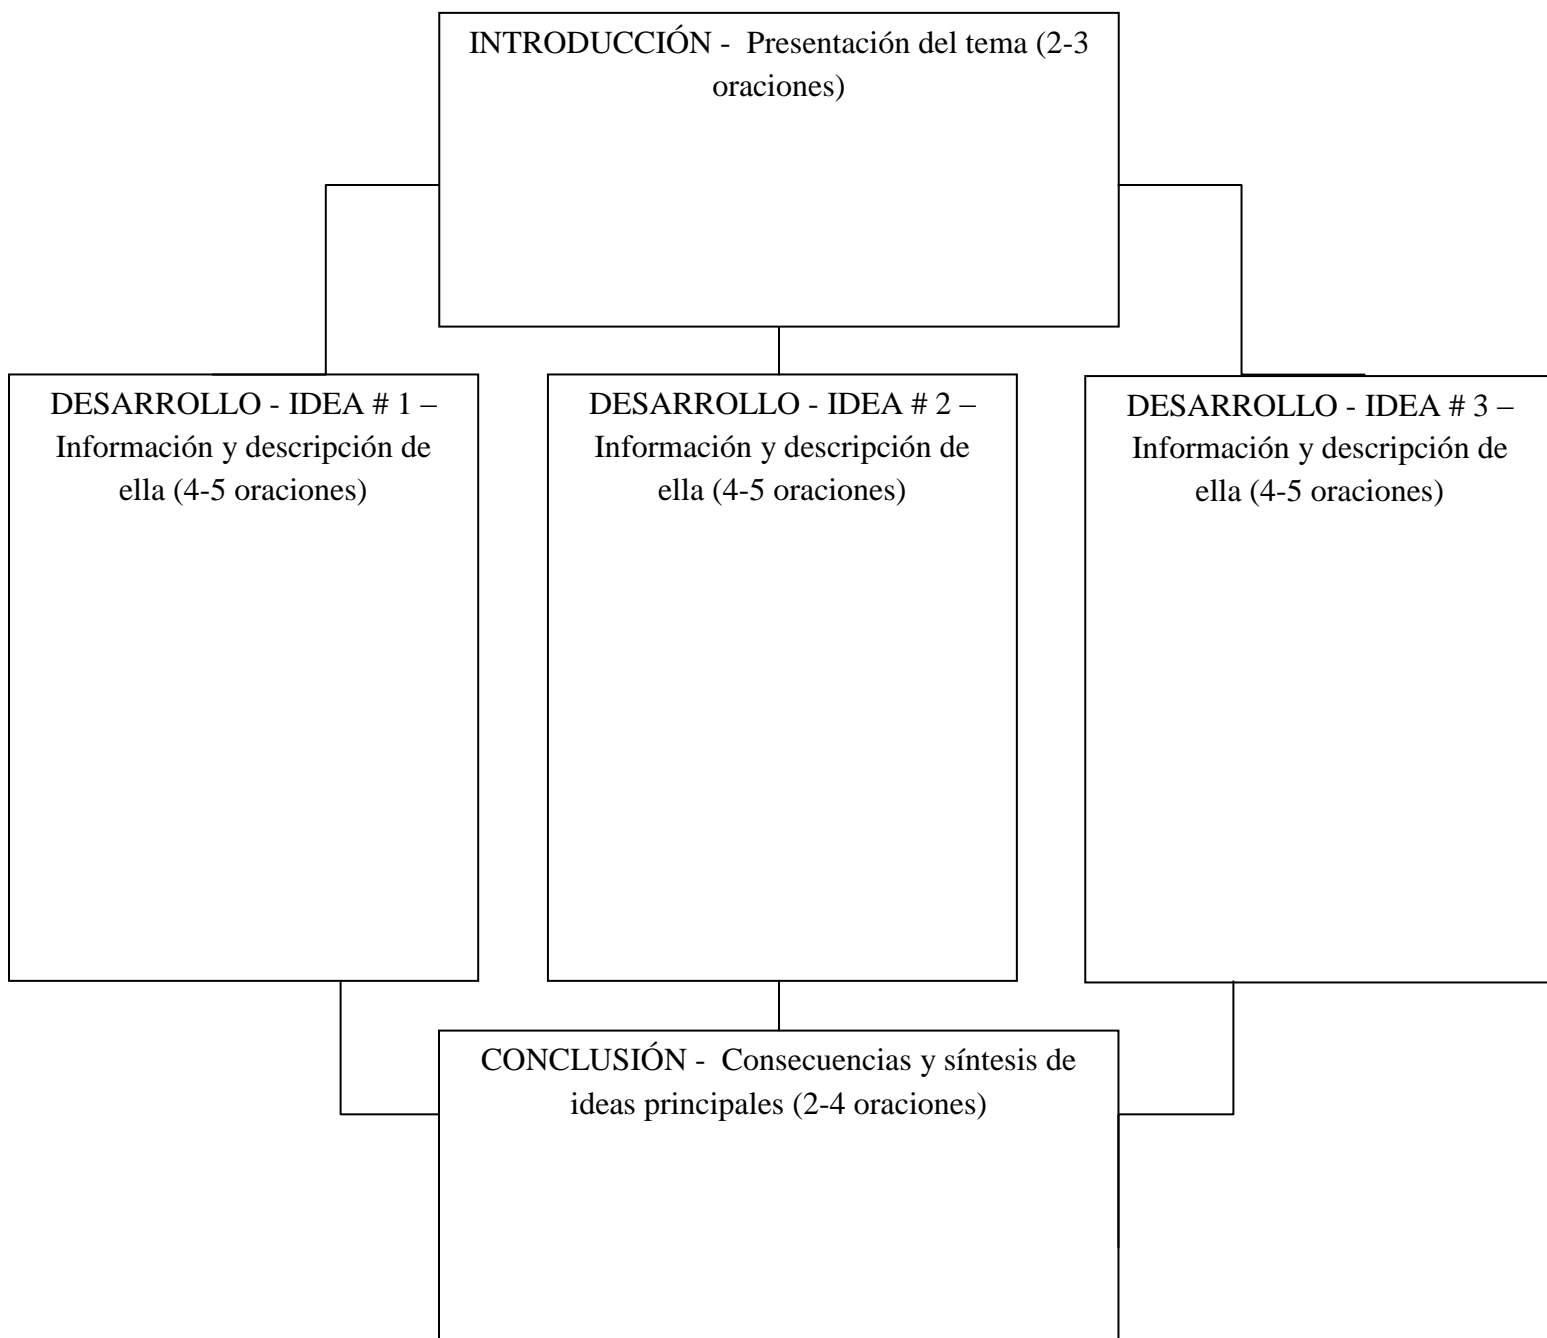 INTRODUCCIÓN -  Presentación del tema (2-3
oraciones)
DESARROLLO - IDEA # 1 –
Información y descripción de
ella (4-5 oraciones)
DESARROLLO - IDEA # 2 –
Información y descripción de
ella (4-5 oraciones)
DESARROLLO - IDEA # 3 –
Información y descripción de
ella (4-5 oraciones)
CONCLUSIÓN -  Consecuencias y síntesis de
ideas principales (2-4 oraciones)